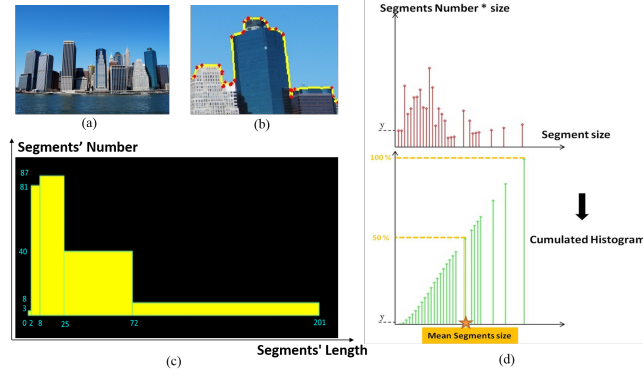 (a)
(b)
Segments' Number
87
81
40
8
3
0 2 8 25 72 201
Segments' Length
(c)
Segments Number * size
y
Segment size
100 %
50 %
Cumulated Histogram
y
Mean Segments size
(d)